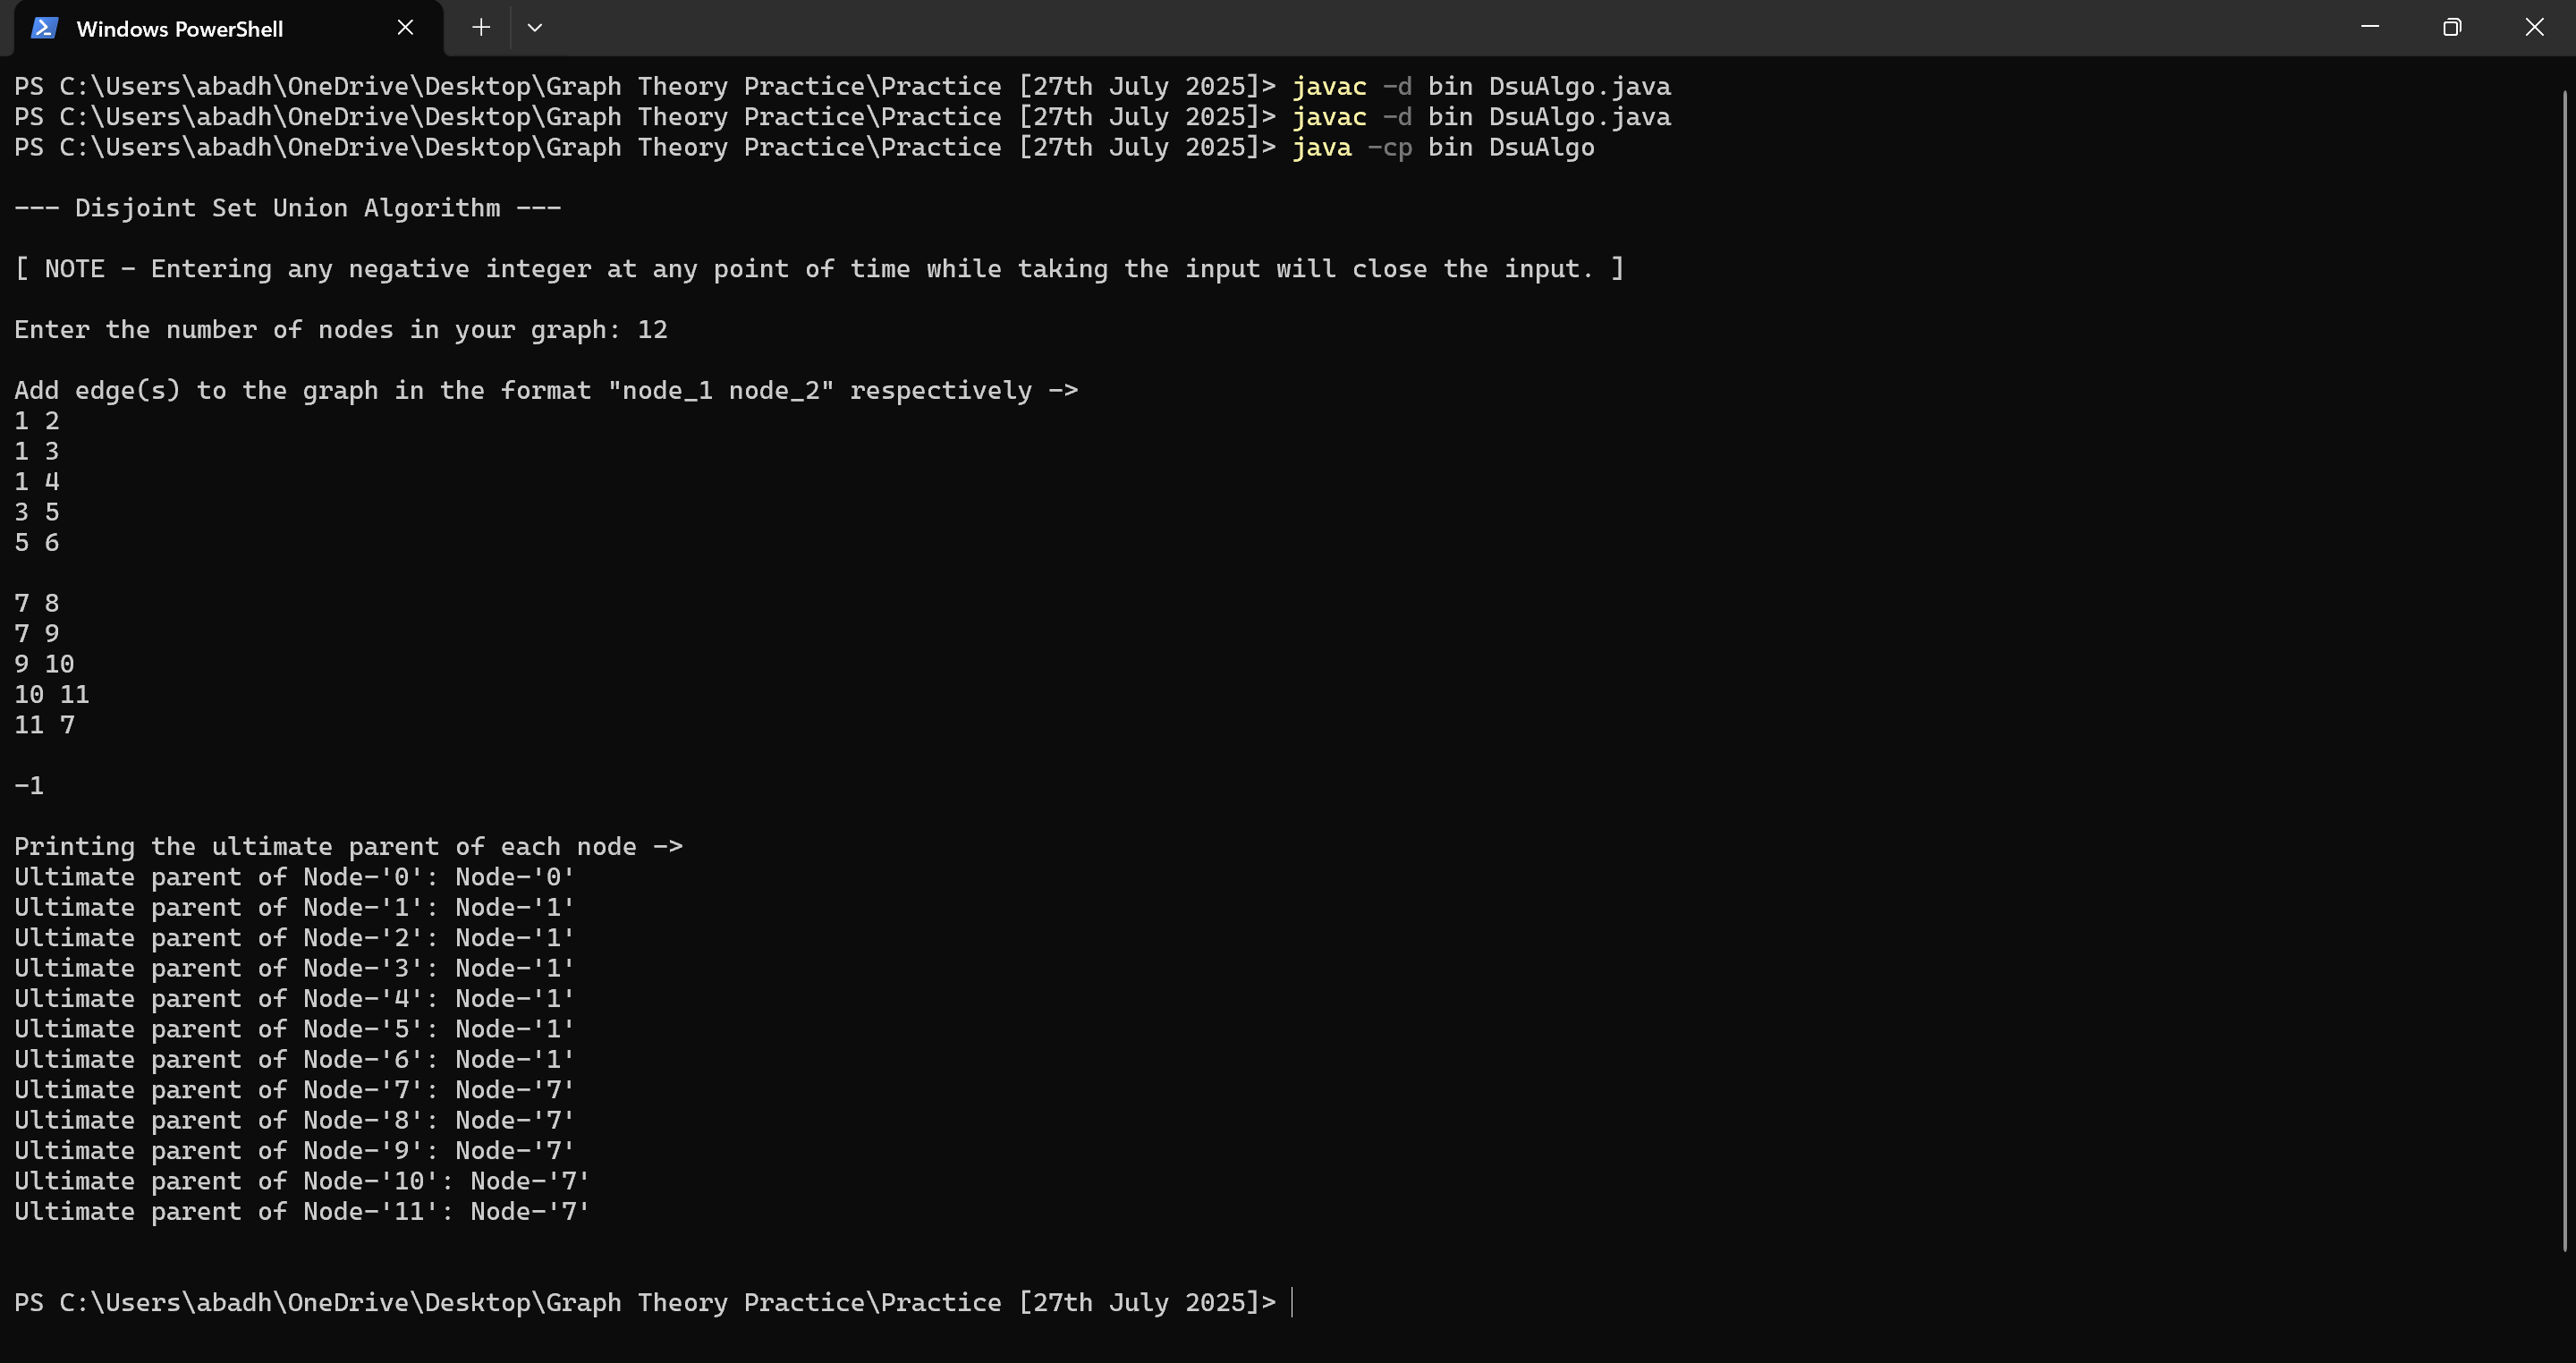 Windows PowerShell
PS C:\Users\abadh\OneDrive\Desktop\Graph Theory Practice\Practice [27th July 2025]> javac -d bin DsuAlgo.java
PS C:\Users\abadh\OneDrive\Desktop\Graph Theory Practice\Practice [27th July 2025]> javac -d bin DsuAlgo.java
PS C:\Users\abadh\OneDrive\Desktop\Graph Theory Practice\Practice [27th July 2025]> java -cp bin DsuAlgo
--- Disjoint Set Union Algorithm ---
[ NOTE - Entering any negative integer at any point of time while taking the input will close the input. ]
Enter the number of nodes in your graph: 12
Add edge(s) to the graph in the format "node_1 node_2" respectively ->
1 2
1 3
1 4
3 5
5 6
7 8
7 9
9 10
10 11
11 7
-1
Printing the ultimate parent of each node ->
Ultimate parent of Node-'0': Node-'0'
Ultimate parent of Node-'1': Node-'1'
Ultimate parent of Node-'2': Node-'1'
Ultimate parent of Node-'3': Node-'1'
Ultimate parent of Node-'4': Node-'1'
Ultimate parent of Node-'5': Node-'1'
Ultimate parent of Node-'6': Node-'1'
Ultimate parent of Node-'7': Node-'7'
Ultimate parent of Node-'8': Node-'7'
Ultimate parent of Node-'9': Node-'7'
Ultimate parent of Node-'10': Node-'7'
Ultimate parent of Node-'11': Node-'7'
PS C:\Users\abadh\OneDrive\Desktop\Graph Theory Practice\Practice [27th July 2025]>